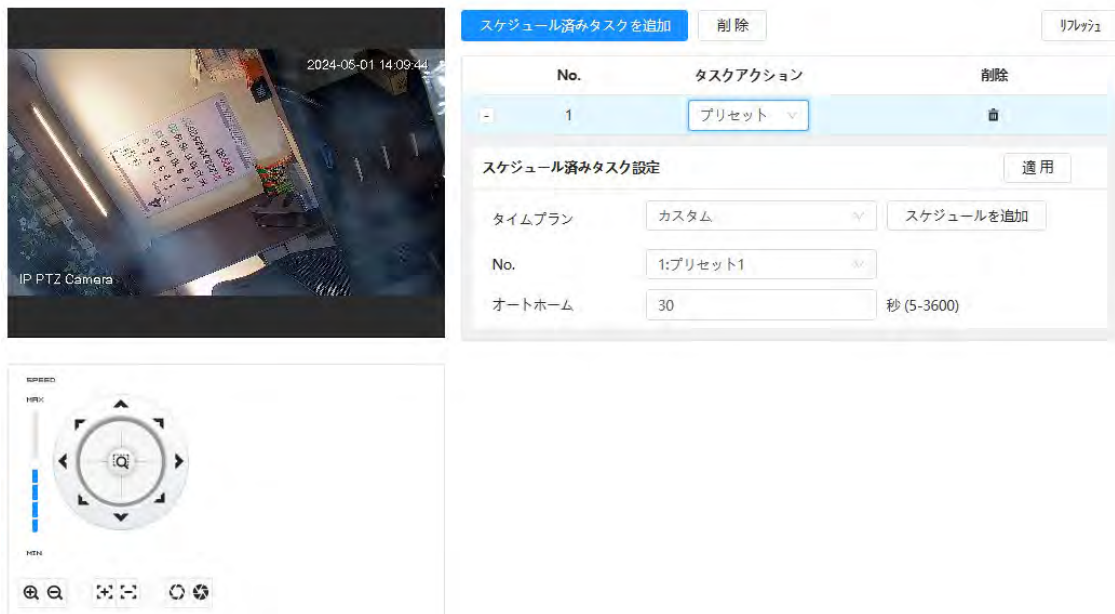 スケジュール済みタスクを追加 削除 リフレッシュ
2024-05-01 14:09:44
No. タスクアクション 削除
- 1 プリセット
スケジュール済みタスク設定 適用
タイムプラン カスタム スケジュールを追加
No. 1:プリセット1
オートホーム 30 秒 (5-3600)
IP PTZ Camera
SPEED
MAX
MIN